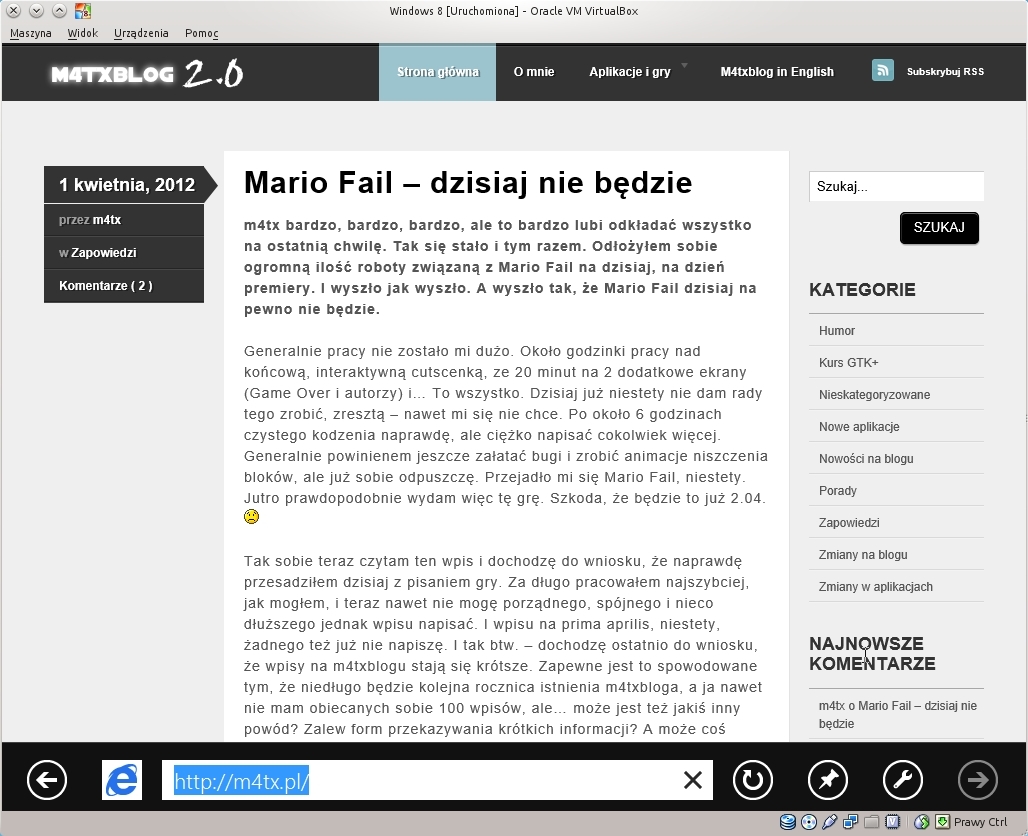 Windows 8 [Uruchomiona] - Oracle VM VirtualBox
Maszyna Widok Urządzenia Pomoc
M4TXBLOG 2.0
Strona główna O mnie Aplikacje i gry M4txblog in English Subskrybuj RSS
1 kwietnia, 2012
przez m4tx
w Zapowiedzi
Komentarze ( 2 )
Mario Fail – dzisiaj nie będzie
m4tx bardzo, bardzo, bardzo, ale to bardzo lubi odkładać wszystko
na ostatnią chwilę. Tak się stało i tym razem. Odłożyłem sobie
ogromną ilość roboty związaną z Mario Fail na dzisiaj, na dzień
premiery. I wyszło jak wyszło. A wyszło tak, że Mario Fail dzisiaj na
pewno nie będzie.
Generalnie pracy nie zostało mi dużo. Około godzinki pracy nad
końcową, interaktywną cutscenką, ze 20 minut na 2 dodatkowe ekrany
(Game Over i autorzy) i... To wszystko. Dzisiaj już niestety nie dam rady
tego zrobić, zresztą – nawet mi się nie chce. Po około 6 godzinach
czystego kodzenia naprawdę, ale ciężko napisać cokolwiek więcej.
Generalnie powinienem jeszcze załatać bugi i zrobić animacje niszczenia
bloków, ale już sobie odpuszczę. Przejadło mi się Mario Fail, niestety.
Jutro prawdopodobnie wydam więc tę grę. Szkoda, że będzie to już 2.04.
Tak sobie teraz czytam ten wpis i dochodzę do wniosku, że naprawdę
przesadziłem dzisiaj z pisaniem gry. Za długo pracowałem najszybciej,
jak mogłem, i teraz nawet nie mogę porządnego, spójnego i nieco
dłuższego jednak wpisu napisać. I wpisu na prima aprilis, niestety,
żadnego też już nie napiszę. I tak btw. – dochodzę ostatnio do wniosku,
że wpisy na m4txblogu stają się krótsze. Zapewne jest to spowodowane
tym, że niedługo będzie kolejna rocznica istnienia m4txbloga, a ja nawet
nie mam obiecanych sobie 100 wpisów, ale... może jest też jakiś inny
powód? Zalew form przekazywania krótkich informacji? A może coś
Szukaj...
SZUKAJ
KATEGORIE
Humor
Kurs GTK+
Nieskategoryzowane
Nowe aplikacje
Nowości na blogu
Porady
Zapowiedzi
Zmiany na blogu
Zmiany w aplikacjach
NAJNOWSZE
KOMENTARZE
m4tx o Mario Fail – dzisiaj nie
będzie
http://m4tx.pl/
Prawy Ctrl